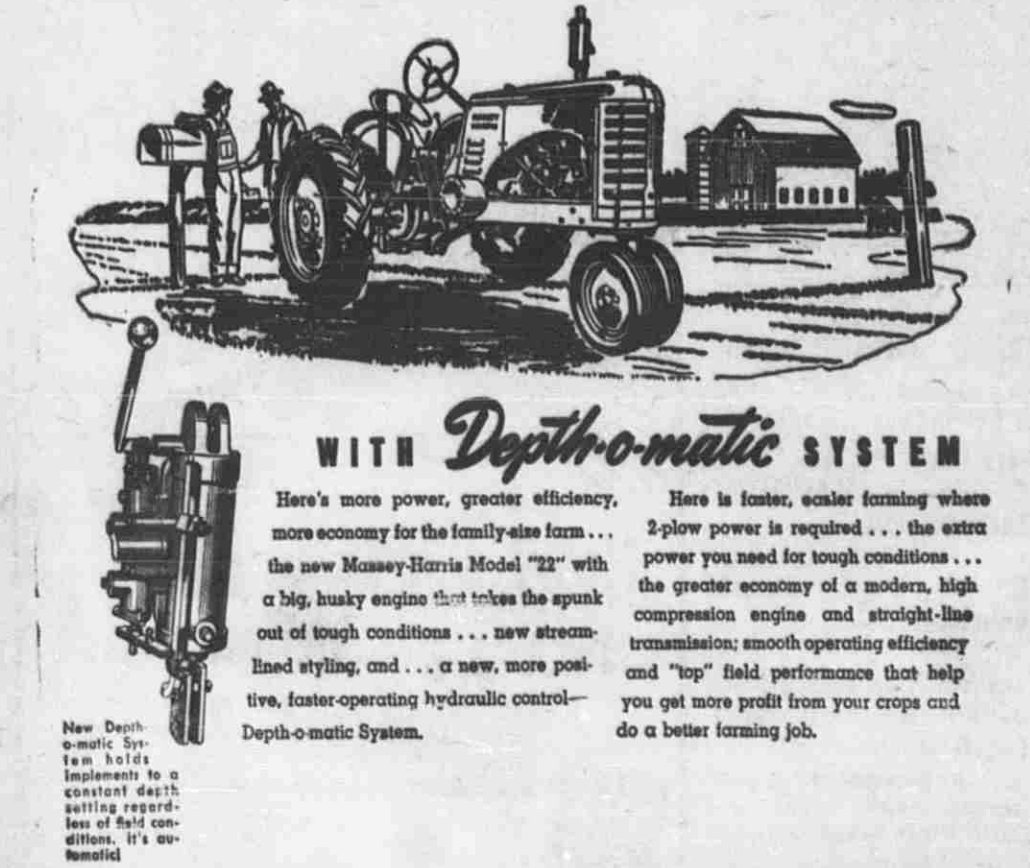 WITH Depth-o-matic SYSTEM
Here's more power, greater efficiency,
more economy for the family-size farm...
the new Massey-Harris Model "22" with
a big, husky engine that takes the spunk
out of tough conditions . . . new stream-
lined styling, and . . . a new, more posi-
tive, faster-operating hydraulic control—
Depth-o-matic System.
Here is faster, easier farming where
2-plow power is required . . . the extra
power you need for tough conditions . . .
the greater economy of a modern, high
compression engine and straight-line
transmission; smooth operating efficiency
and "top" field performance that help
you get more profit from your crops and
do a better farming job.
New Depth-
o-matic Sys-
tem holds
implements to a
constant depth
setting regard-
less of field con-
ditions. It's au-
tomatic!